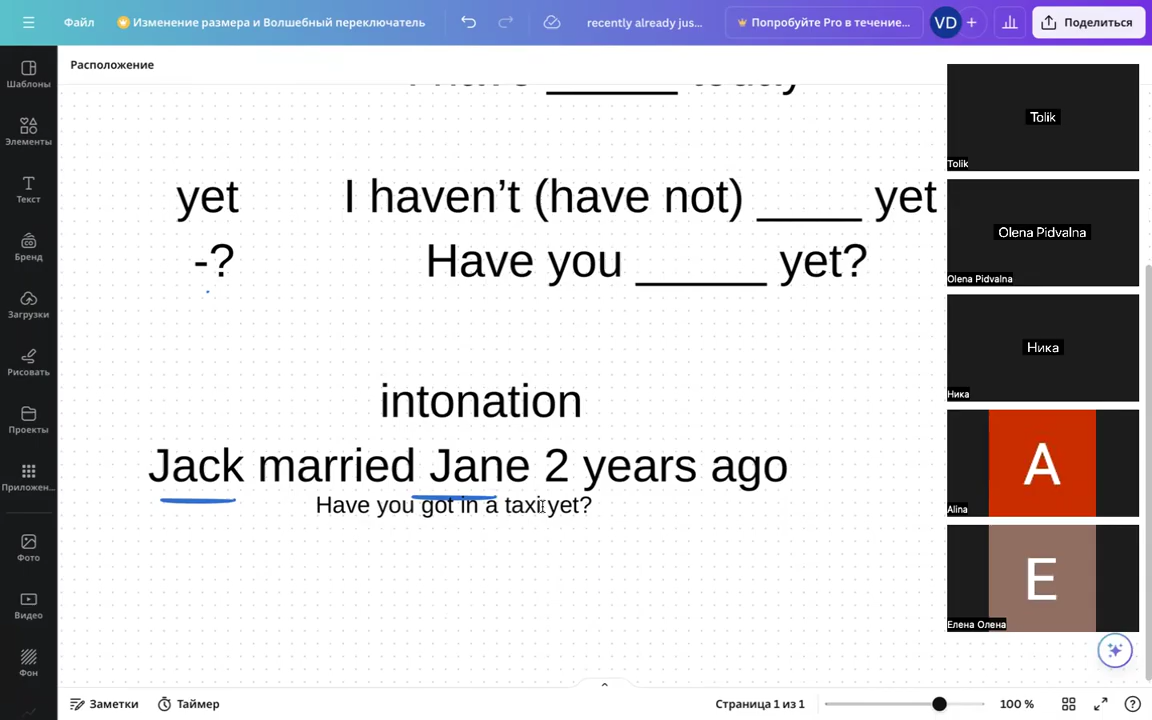 Файл
Изменение размера и Волшебный переключатель
recently already jus...
Попробуйте Pro в течение...
VD
Поделиться
Шаблоны
Элементы
Текст
Бренд
Загрузки
Рисовать
Проекты
Приложен...
Фото
Видео
Фон
Расположение
today
yet I haven’t (have not) ____ yet
-? Have you _____ yet?
intonation
Jack married Jane 2 years ago
Have you got in a taxi yet?
Tolik
Tolik
Olena Pidvalna
Olena Pidvalna
Ника
Ника
A
Alina
E
Елена Олена
Заметки
Таймер
Страница 1 из 1
100 %